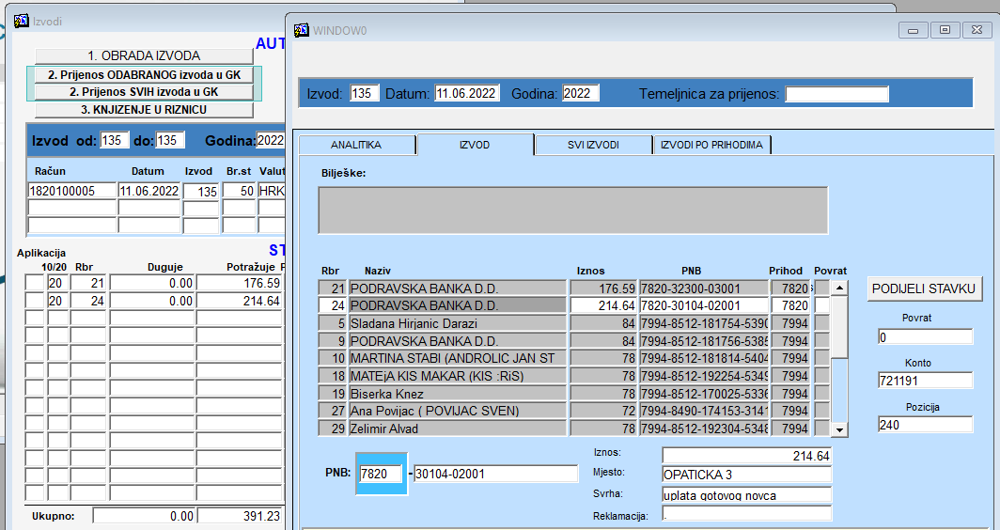 Izvodi
AUT
1. OBRADA IZVODA
2. Prijenos ODABRANOG izvoda u GK
2. Prijenos SVIH izvoda u GK
3. KNJIZENJE U RIZNICU
Izvod od: 135 do: 135 Godina: 2022
Račun Datum Izvod Br.st Valut
1820100005 11.06.2022 135 50 HRK
ST
Aplikacija
10/20 Rbr Duguje Potražuje
20 21 0.00 176.59
20 24 0.00 214.64
Ukupno: 0.00 391.23
WINDOW0
Izvod: 135 Datum: 11.06.2022 Godina: 2022 Temeljnica za prijenos:
ANALITIKA IZVOD SVI IZVODI IZVODI PO PRIHODIMA
Bilješke:
Rbr Naziv Iznos PNB Prihod Povrat
21 PODRAVSKA BANKA D.D. 176.59 7820-32300-03001 7820
24 PODRAVSKA BANKA D.D. 214.64 7820-30104-02001 7820
5 Sladana Hirjanic Darazi 84 7994-8512-181754-5390 7994
9 PODRAVSKA BANKA D.D. 84 7994-8512-181756-5385 7994
10 MARTINA STABI (ANDROLIC JAN ST 78 7994-8512-181814-5404 7994
18 MATEjA KIS MAKAR (KIS :RiS) 78 7994-8512-192254-5349 7994
19 Biserka Knez 78 7994-8512-170025-5336 7994
27 Ana Povijac ( POVIJAC SVEN) 72 7994-8490-174153-3141 7994
29 Zelimir Alvad 78 7994-8512-192304-5348 7994
PODIJELI STAVKU
Povrat
0
Konto
721191
Pozicija
240
PNB: 7820 -30104-02001
Iznos: 214.64
Mjesto: OPATICKA 3
Svrha: uplata gotovog novca
Reklamacija: .